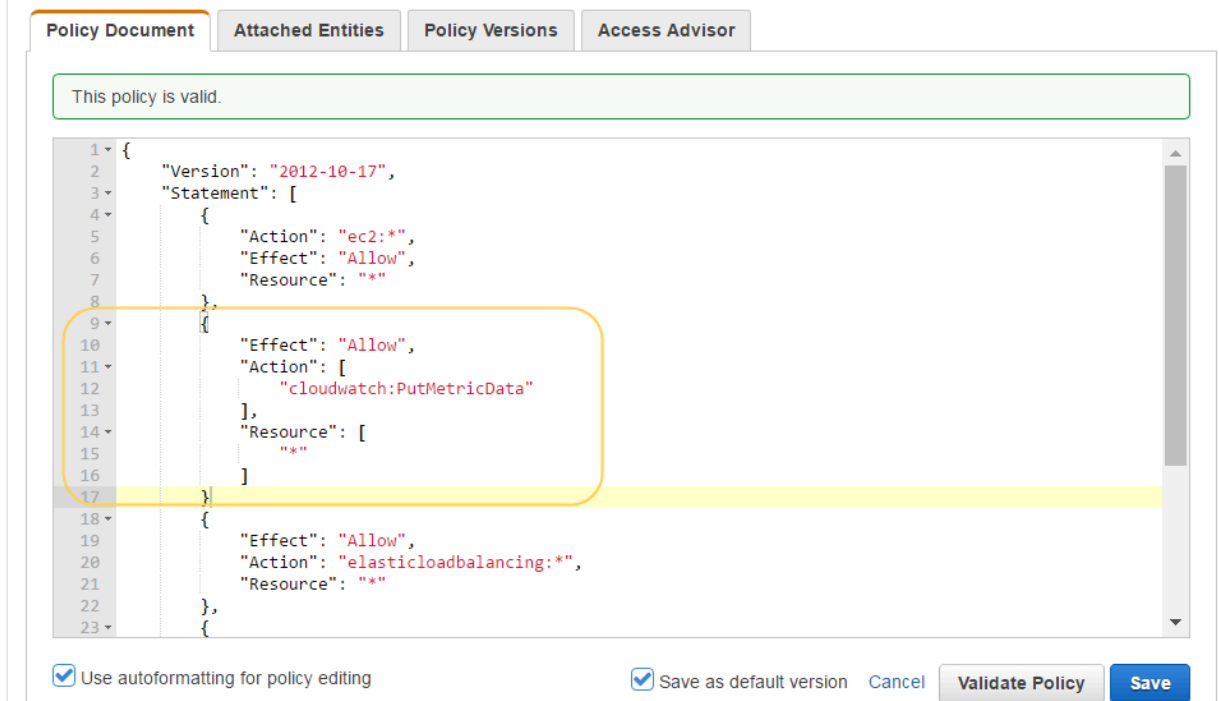 Policy Document Attached Entities Policy Versions Access Advisor
This policy is valid.
1 {
2 "Version": "2012-10-17",
3 "Statement": [
4 {
5 "Action": "ec2:*",
6 "Effect": "Allow",
7 "Resource": "*"
8 },
9 {
10 "Effect": "Allow",
11 "Action": [
12 "cloudwatch:PutMetricData"
13 ],
14 "Resource": [
15 "*"
16 ]
17 }
18 {
19 "Effect": "Allow",
20 "Action": "elasticloadbalancing:*",
21 "Resource": "*"
22 },
23 {
Use autoformatting for policy editing Save as default version Cancel Validate Policy Save